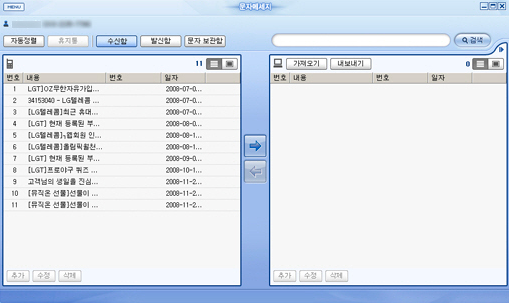 MENU 문자메세지
자동정렬 휴지통 수신함 발신함 문자 보관함 검색
11 가져오기 내보내기 0
번호 내용 번호 일자 번호 내용 번호 일자
1 LGT]OZ무한자유가입... 2008-07-0...
2 34153040 - LG텔레콤 ... 2008-07-0...
3 [LG텔레콤]최근 휴대... 2008-07-0...
4 [LGT] 현재 등록된 부... 2008-08-0...
5 [LG텔레콤] 회원 인... 2008-08-1...
6 [LG텔레콤]올림픽월천... 2008-08-1...
7 [LGT] 현재 등록된 부... 2008-09-0...
8 [LGT]프로야구 퀴즈 ... 2008-10-1...
9 고객님의 생일을 진심... 2008-11-2...
10 [뮤직온 선물]선물이 ... 2008-11-2...
11 [뮤직온 선물]선물이 ... 2008-11-2...
추가 수정 삭제 추가 수정 삭제